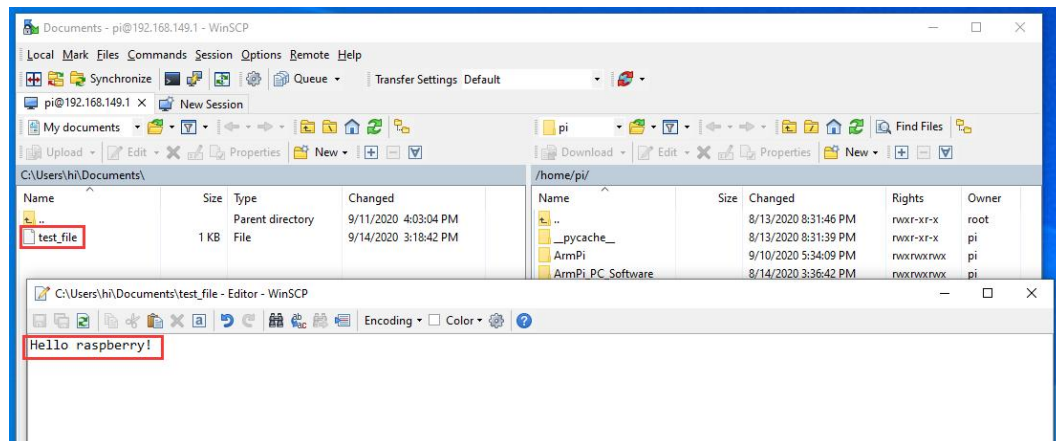 Documents - pi@192.168.149.1 - WinSCP
Local Mark Files Commands Session Options Remote Help
Synchronize Queue Transfer Settings Default
pi@192.168.149.1 New Session
My documents pi Find Files
Upload Edit Properties New Download Edit Properties New
C:\Users\hi\Documents\ /home/pi/
Name Size Type Changed Name Size Changed Rights Owner
.. Parent directory 9/11/2020 4:03:04 PM .. 8/13/2020 8:31:46 PM rwxr-xr-x root
test_file 1 KB File 9/14/2020 3:18:42 PM __pycache__ 8/13/2020 8:31:39 PM rwxr-xr-x pi
ArmPi 9/10/2020 5:34:09 PM rwxrwxrwx pi
ArmPi_PC_Software 8/14/2020 3:36:42 PM rwxrwxrwx pi
C:\Users\hi\Documents\test_file - Editor - WinSCP
Encoding Color
Hello raspberry!